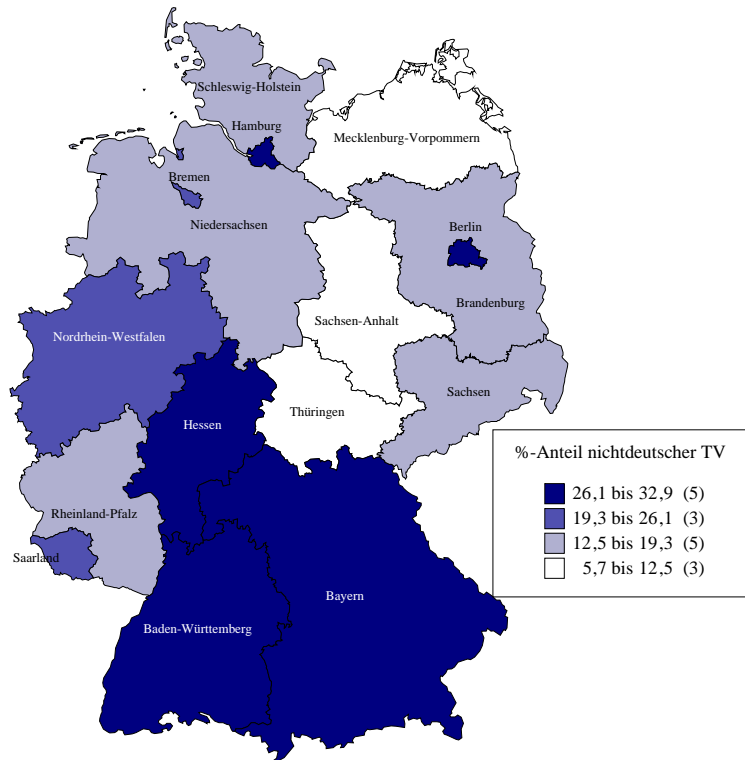 Schleswig-Holstein
Hamburg
Mecklenburg-Vorpommern
Bremen
Niedersachsen
Berlin
Brandenburg
Sachsen-Anhalt
Nordrhein-Westfalen
Sachsen
Thüringen
Hessen
Rheinland-Pfalz
Saarland
Bayern
Baden-Württemberg
%-Anteil nichtdeutscher TV
26,1 bis 32,9 (5)
19,3 bis 26,1 (3)
12,5 bis 19,3 (5)
5,7 bis 12,5 (3)